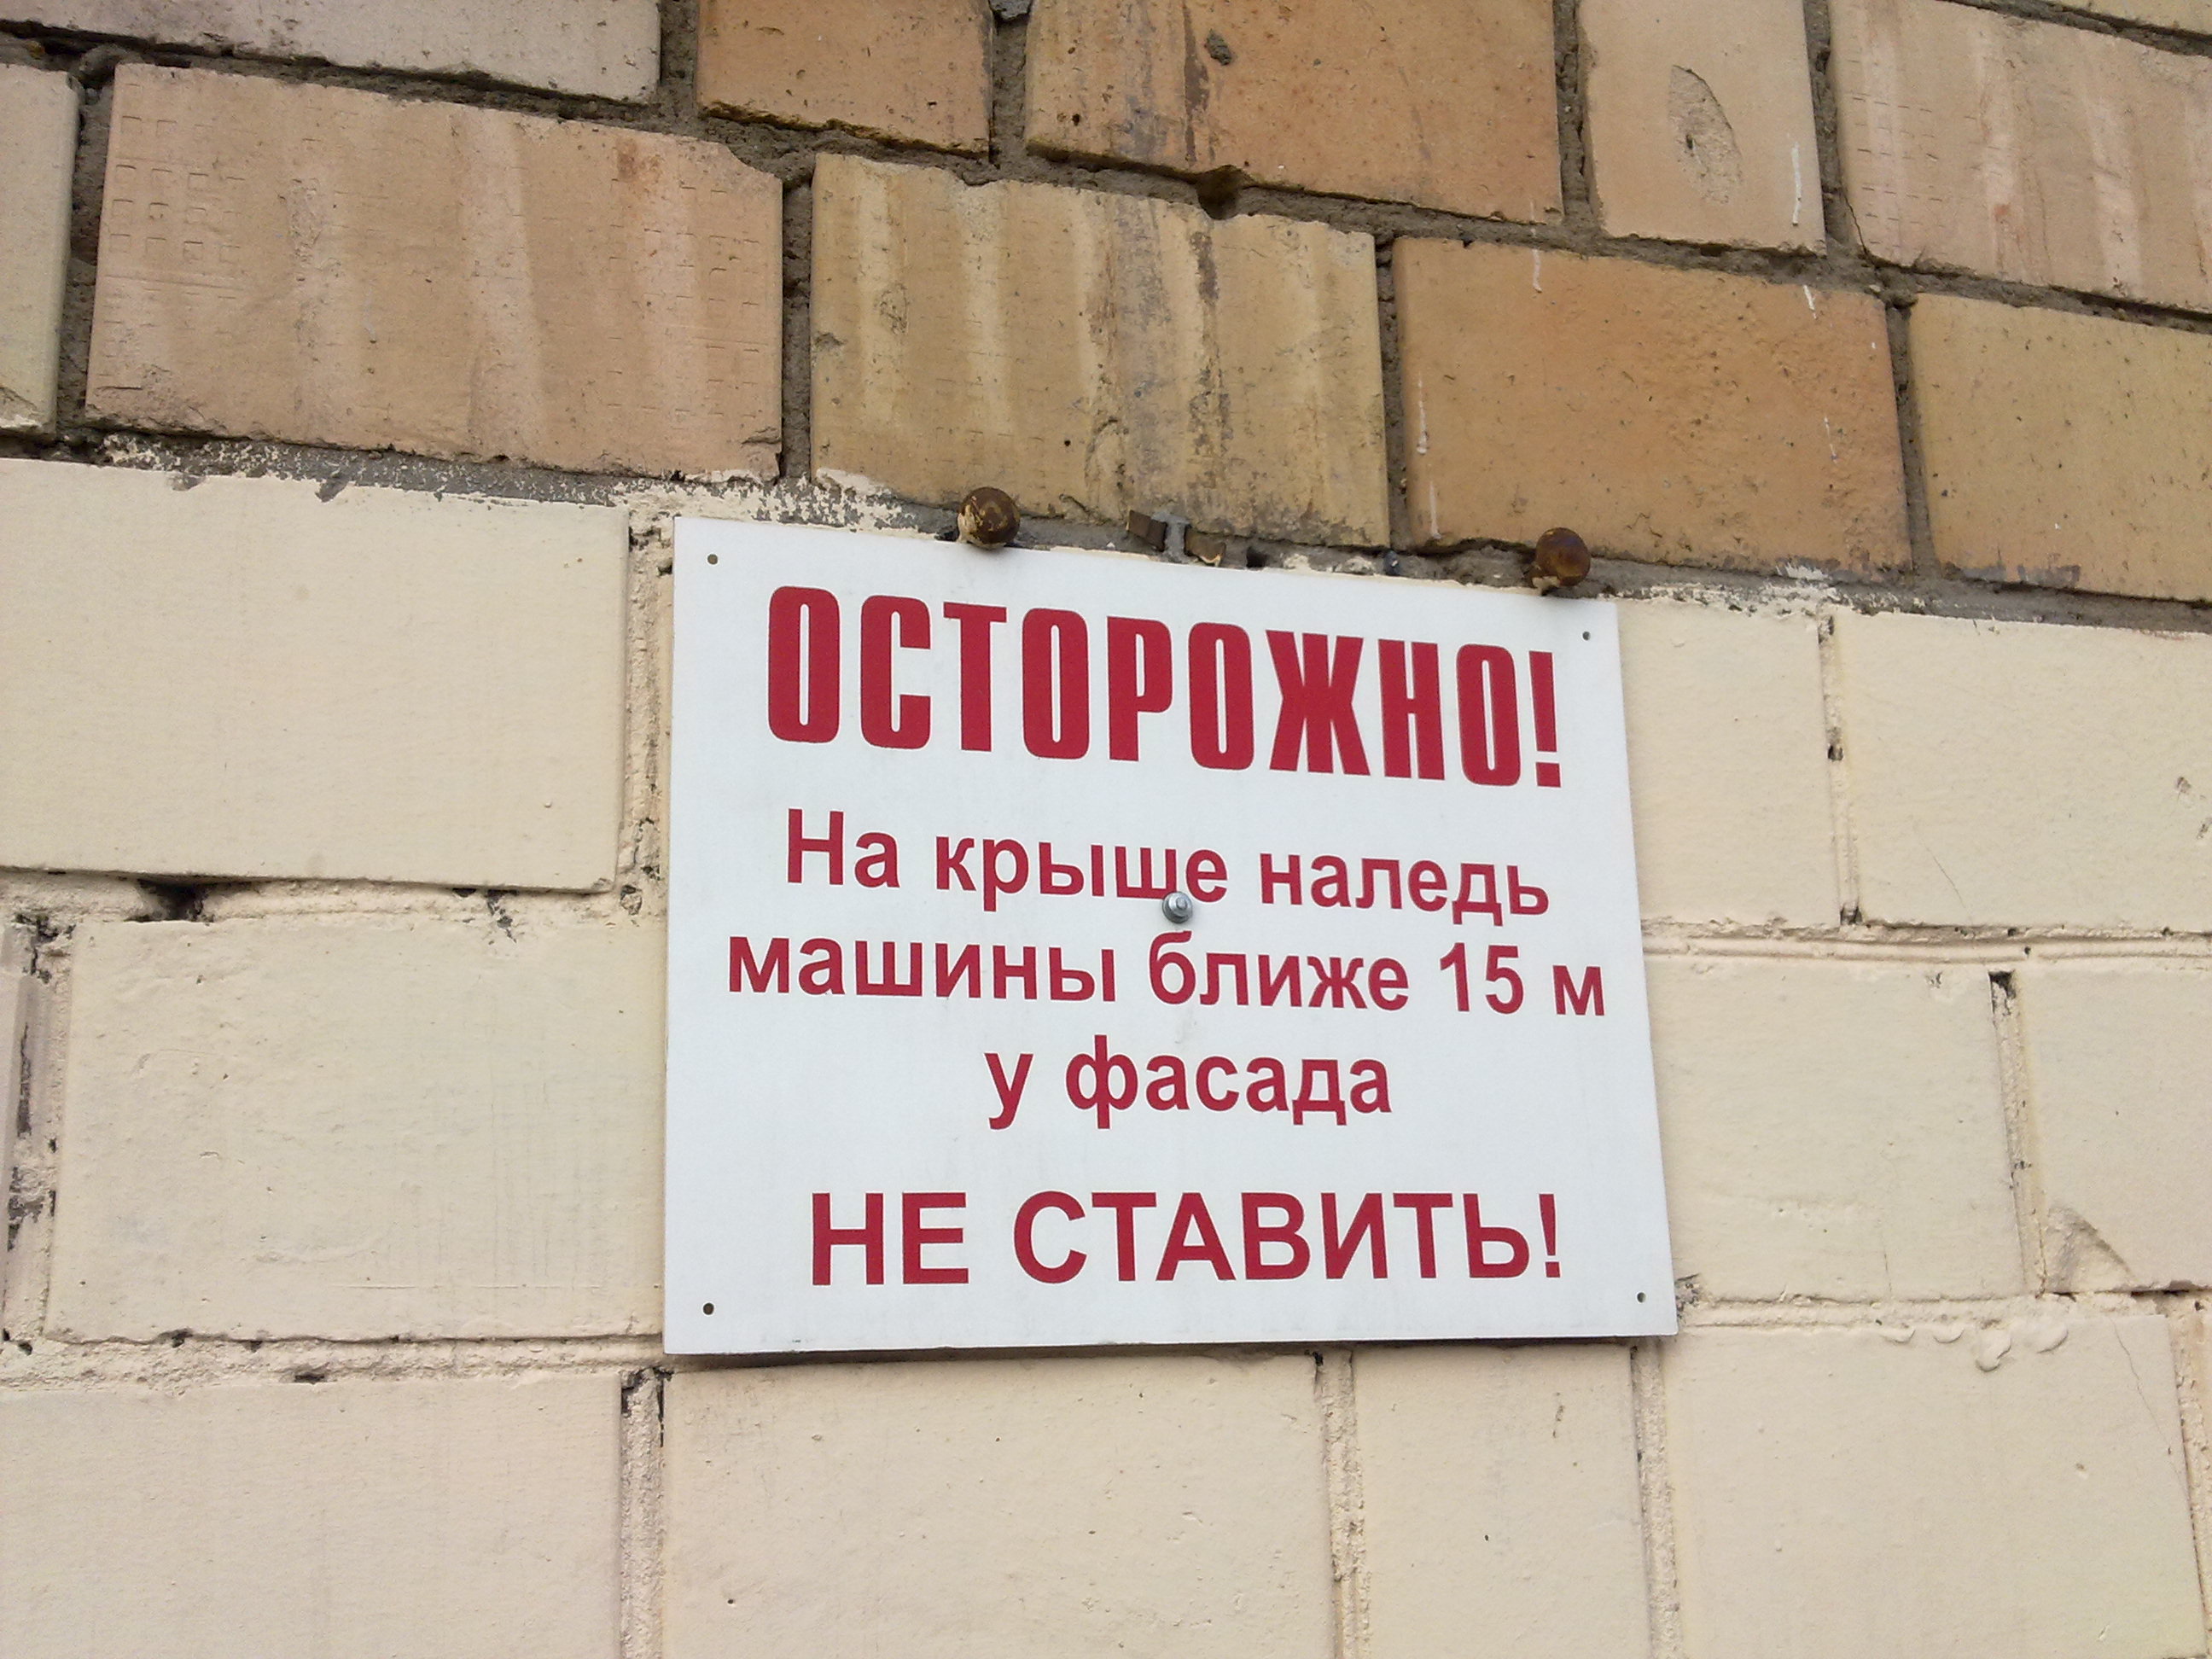 ОСТОРОЖНО!
На крыше наледь
машины ближе 15 м
у фасада
НЕ СТАВИТЬ!